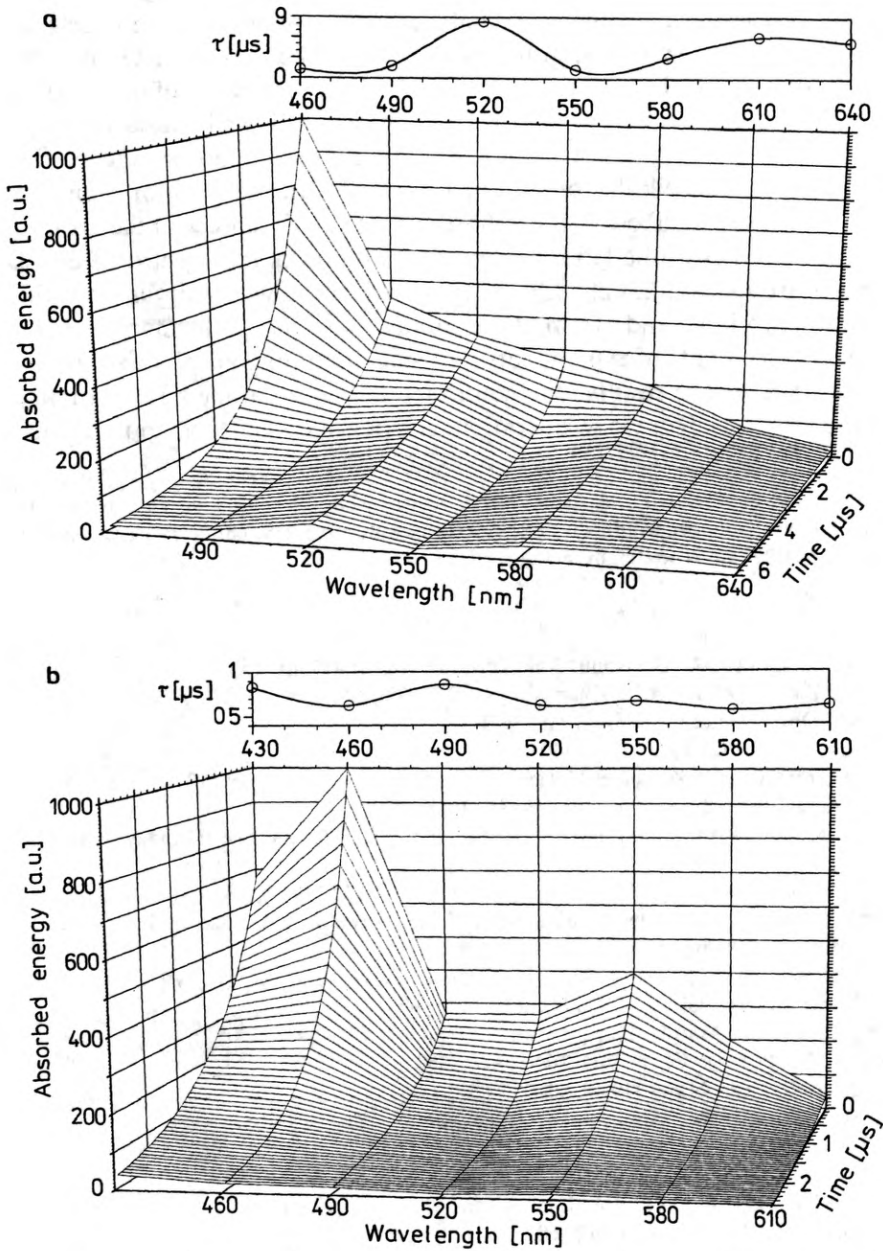 a
9
τ[µs]
0
460 490 520 550 580 610 640
1000
800
600
400
200
0
Absorbed energy [a.u.]
490 520 550 580 610 640
Wavelength [nm]
0 2 4 6
Time [µs]
b
1
τ[µs]
05
430 460 490 520 550 580 610
1000
800
600
400
200
0
Absorbed energy [a.u.]
460 490 520 550 580 610
Wavelength [nm]
0 1 2
Time [µs]